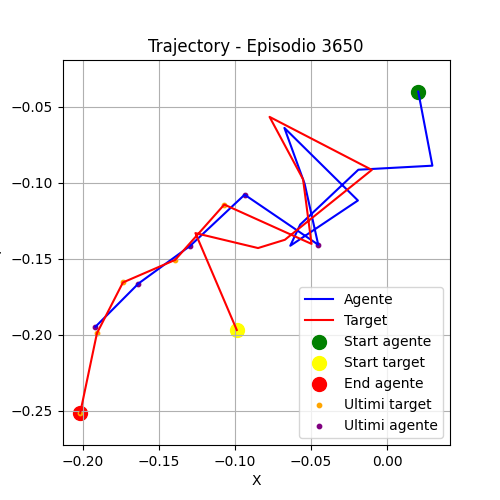 Trajectory - Episodio 3650
−0.05
−0.10
−0.15
−0.20
−0.25
−0.20
−0.15
−0.10
−0.05
0.00
X
Agente
Target
Start agente
Start target
End agente
Ultimi target
Ultimi agente